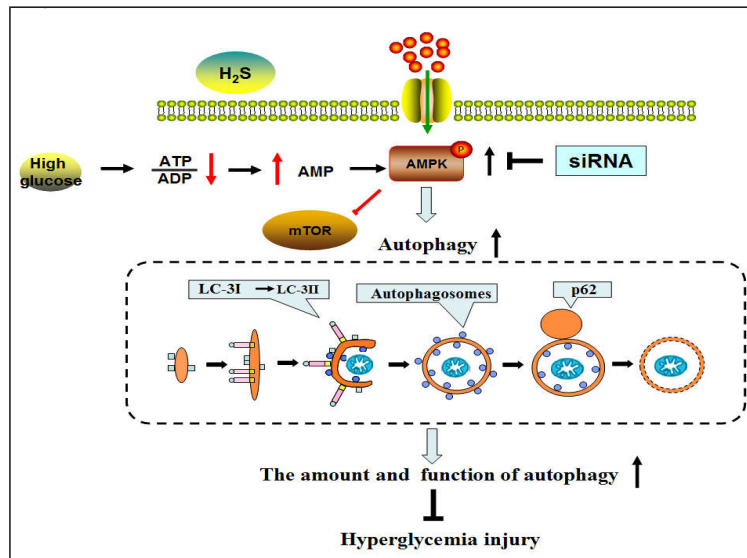 H₂S
High glucose
ATP
ADP
AMP
AMPK
P
siRNA
mTOR
Autophagy
LC-3I
LC-3II
Autophagosomes
p62
The amount and function of autophagy
Hyperglycemia injury